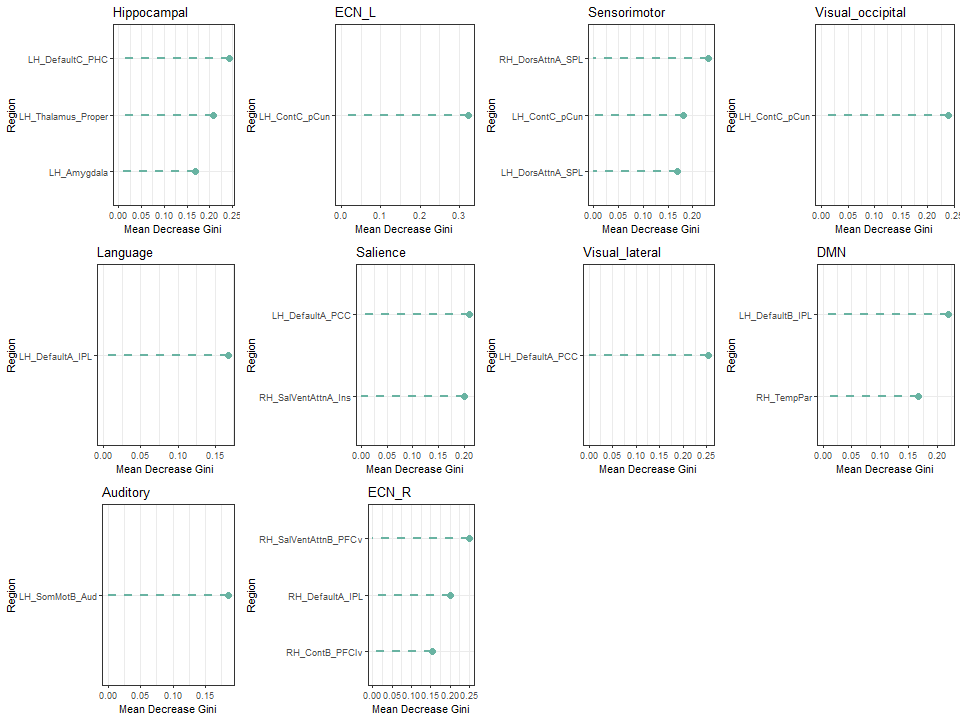 Hippocampal
Region
LH_DefaultC_PHC
LH_Thalamus_Proper
LH_Amygdala
0.00 0.05 0.10 0.15 0.20 0.25
Mean Decrease Gini
ECN_L
Region
LH_ContC_pCun
0.0 0.1 0.2 0.3
Mean Decrease Gini
Sensorimotor
Region
RH_DorsAttnA_SPL
LH_ContC_pCun
LH_DorsAttnA_SPL
0.00 0.05 0.10 0.15 0.20
Mean Decrease Gini
Visual_occipital
Region
LH_ContC_pCun
0.00 0.05 0.10 0.15 0.20 0.25
Mean Decrease Gini
Language
Region
LH_DefaultA_IPL
0.00 0.05 0.10 0.15
Mean Decrease Gini
Salience
Region
LH_DefaultA_PCC
RH_SalVentAttnA_Ins
0.00 0.05 0.10 0.15 0.20
Mean Decrease Gini
Visual_lateral
Region
LH_DefaultA_PCC
0.00 0.05 0.10 0.15 0.20 0.25
Mean Decrease Gini
DMN
Region
LH_DefaultB_IPL
RH_TempPar
0.00 0.05 0.10 0.15 0.20
Mean Decrease Gini
Auditory
Region
LH_SomMotB_Aud
0.00 0.05 0.10 0.15
Mean Decrease Gini
ECN_R
Region
RH_SalVentAttnB_PFCv
RH_DefaultA_IPL
RH_ContB_PFClv
0.00 0.05 0.10 0.15 0.20 0.25
Mean Decrease Gini